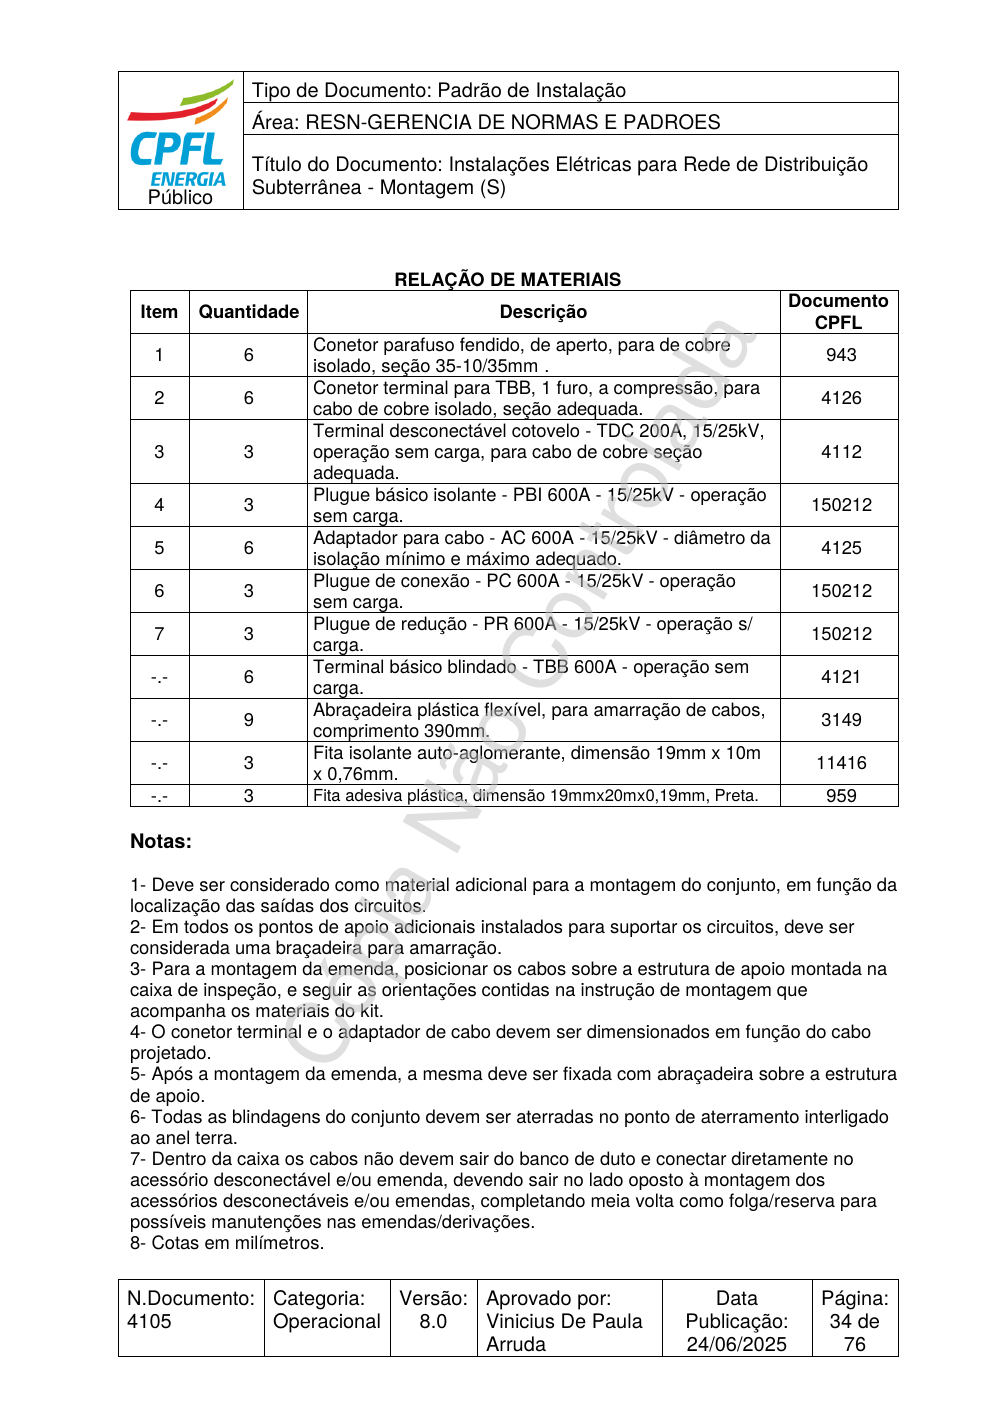 CPFL
ENERGIA
Público
Tipo de Documento: Padrão de Instalação
Área: RESN-GERENCIA DE NORMAS E PADROES
Título do Documento: Instalações Elétricas para Rede de Distribuição
Subterrânea - Montagem (S)
RELAÇÃO DE MATERIAIS
Item Quantidade Descrição Documento CPFL
1 6 Conetor parafuso fendido, de aperto, para de cobre
isolado, seção 35-10/35mm . 943
2 6 Conetor terminal para TBB, 1 furo, a compressão, para
cabo de cobre isolado, seção adequada. 4126
3 3 Terminal desconectável cotovelo - TDC 200A, 15/25kV,
operação sem carga, para cabo de cobre seção
adequada. 4112
4 3 Plugue básico isolante - PBI 600A - 15/25kV - operação
sem carga. 150212
5 6 Adaptador para cabo - AC 600A - 15/25kV - diâmetro da
isolação mínimo e máximo adequado. 4125
6 3 Plugue de conexão - PC 600A - 15/25kV - operação
sem carga. 150212
7 3 Plugue de redução - PR 600A - 15/25kV - operação s/
carga. 150212
-.- 6 Terminal básico blindado - TBB 600A - operação sem
carga. 4121
-.- 9 Abraçadeira plástica flexível, para amarração de cabos,
comprimento 390mm. 3149
-.- 3 Fita isolante auto-aglomerante, dimensão 19mm x 10m
x 0,76mm. 11416
-.- 3 Fita adesiva plástica, dimensão 19mmx20mx0,19mm, Preta. 959
Notas:
1- Deve ser considerado como material adicional para a montagem do conjunto, em função da
localização das saídas dos circuitos.
2- Em todos os pontos de apoio adicionais instalados para suportar os circuitos, deve ser
considerada uma braçadeira para amarração.
3- Para a montagem da emenda, posicionar os cabos sobre a estrutura de apoio montada na
caixa de inspeção, e seguir as orientações contidas na instrução de montagem que
acompanha os materiais do kit.
4- O conetor terminal e o adaptador de cabo devem ser dimensionados em função do cabo
projetado.
5- Após a montagem da emenda, a mesma deve ser fixada com abraçadeira sobre a estrutura
de apoio.
6- Todas as blindagens do conjunto devem ser aterradas no ponto de aterramento interligado
ao anel terra.
7- Dentro da caixa os cabos não devem sair do banco de duto e conectar diretamente no
acessório desconectável e/ou emenda, devendo sair no lado oposto à montagem dos
acessórios desconectáveis e/ou emendas, completando meia volta como folga/reserva para
possíveis manutenções nas emendas/derivações.
8- Cotas em milímetros.
Cópia Não Controlada
N.Documento: Categoria: Versão: Aprovado por: Data Página:
4105 Operacional 8.0 Vinicius De Paula Publicação: 34 de
Arruda 24/06/2025 76